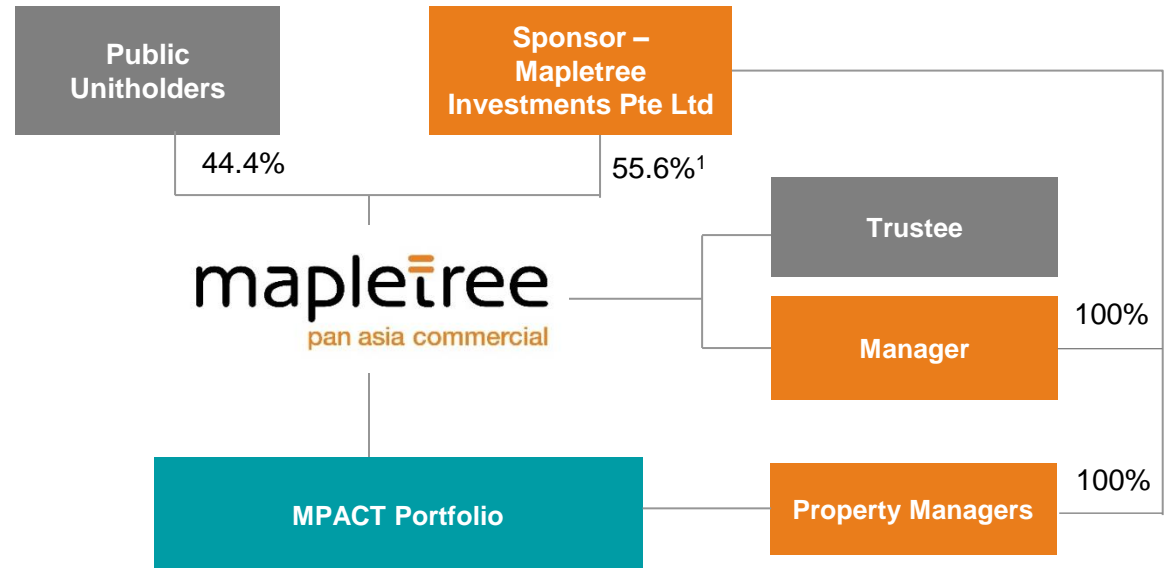 Public
Unitholders
Sponsor –
Mapletree
Investments Pte Ltd
44.4%
55.6%1
Trustee
mapletree
pan asia commercial
100%
Manager
100%
MPACT Portfolio
Property Managers